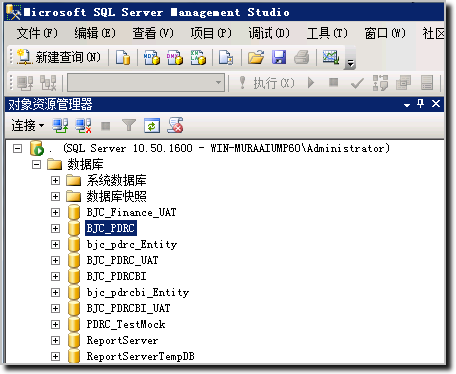 Microsoft SQL Server Management Studio
文件(F) 编辑(E) 查看(V) 项目(P) 调试(D) 工具(T) 窗口(W) 社区
新建查询(N)
执行(X)
对象资源管理器
连接
. (SQL Server 10.50.1600 - WIN-MURAAIUMP6O\Administrator)
数据库
系统数据库
数据库快照
BJC_Finance_UAT
BJC_PDRC
bjc_pdrc_Entity
BJC_PDRC_UAT
BJC_PDRCBI
bjc_pdrcbi_Entity
BJC_PDRCBI_UAT
PDRC_TestMock
ReportServer
ReportServerTempDB